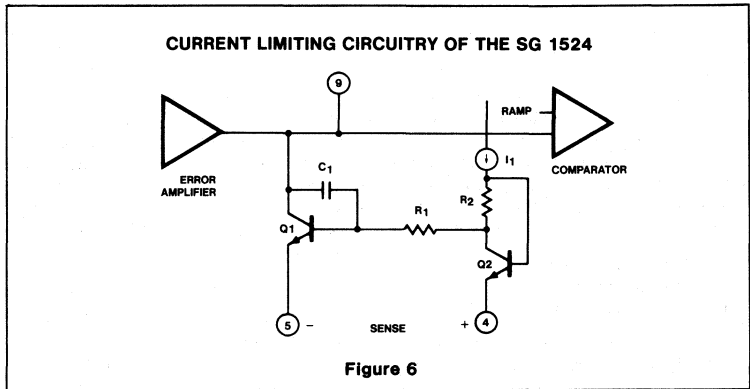 CURRENT LIMITING CIRCUITRY OF THE SG 1524
9
RAMP
ERROR
AMPLIFIER
C1
I1
COMPARATOR
R2
R1
Q1
Q2
5 −
SENSE
+ 4
Figure 6